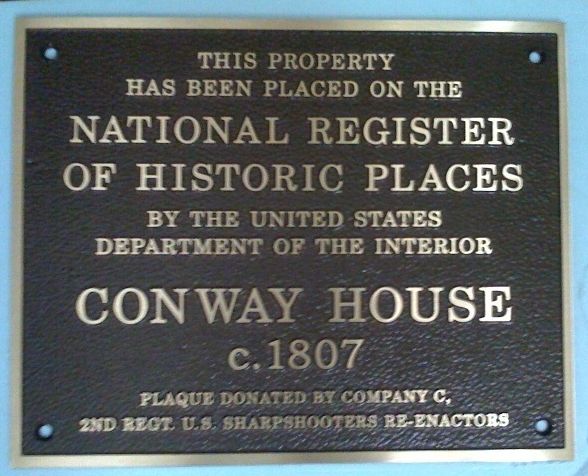 THIS PROPERTY
HAS BEEN PLACED ON THE
NATIONAL REGISTER
OF HISTORIC PLACES
BY THE UNITED STATES
DEPARTMENT OF THE INTERIOR
CONWAY HOUSE
c.1807
PLAQUE DONATED BY COMPANY C,
2ND REGT. U.S. SHARPSHOOTERS RE-ENACTORS